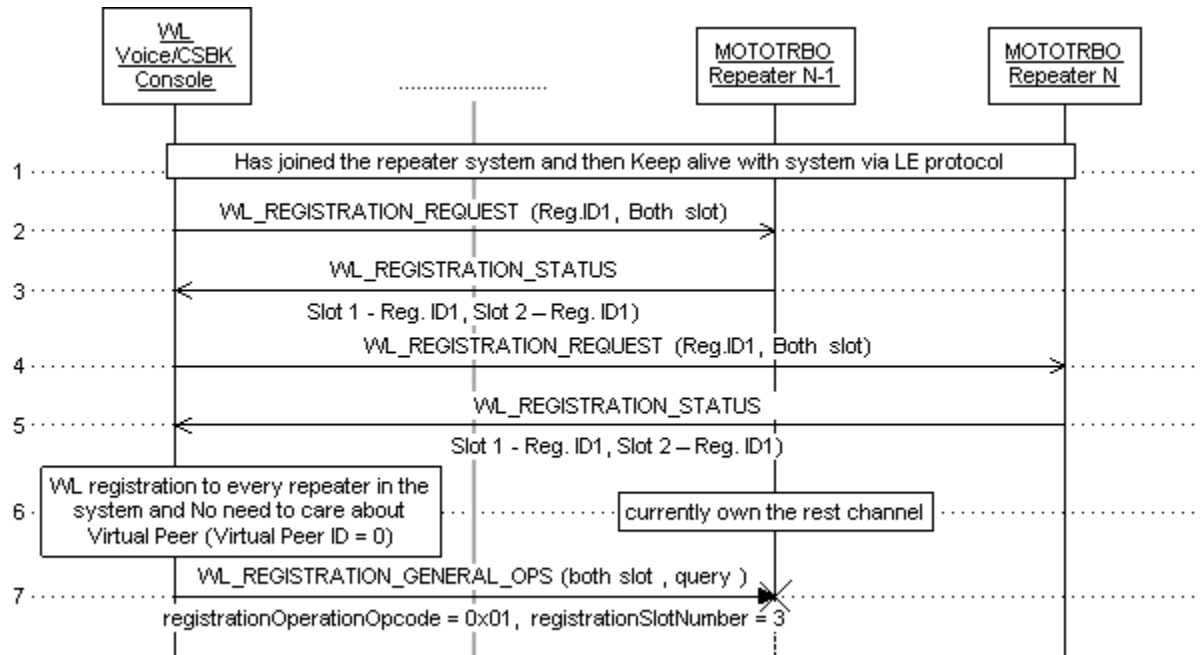 WL
Voice/CSBK
Console
......................
MOTOTRBO
Repeater N-1
MOTOTRBO
Repeater N
1
Has joined the repeater system and then Keep alive with system via LE protocol
2
WL_REGISTRATION_REQUEST (Reg.ID1, Both slot)
3
WL_REGISTRATION_STATUS
Slot 1 - Reg. ID1, Slot 2 – Reg. ID1)
4
WL_REGISTRATION_REQUEST (Reg.ID1, Both slot)
5
WL_REGISTRATION_STATUS
Slot 1 - Reg. ID1, Slot 2 – Reg. ID1)
6
WL registration to every repeater in the
system and No need to care about
Virtual Peer (Virtual Peer ID = 0)
currently own the rest channel
7
WL_REGISTRATION_GENERAL_OPS (both slot , query )
registrationOperationOpcode = 0x01, registrationSlotNumber = 3